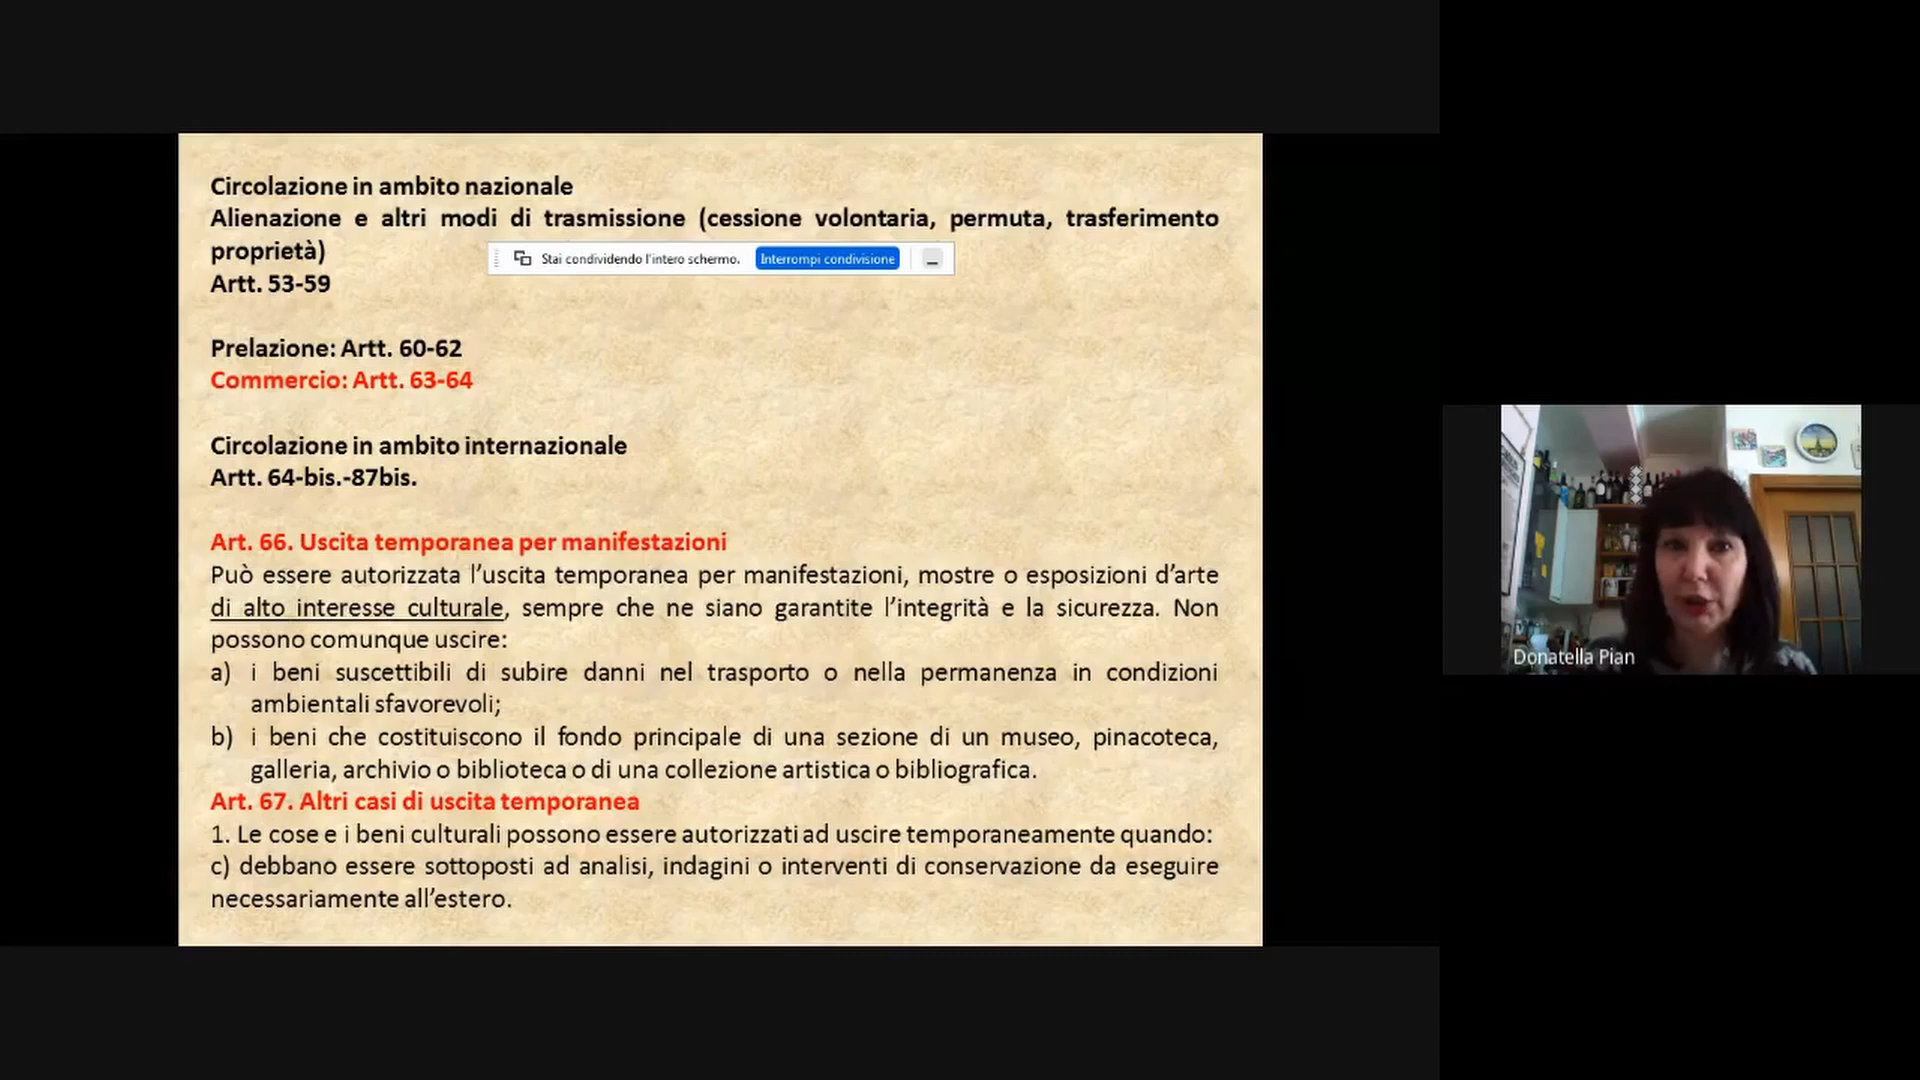 Circolazione in ambito nazionale
Alienazione e altri modi di trasmissione (cessione volontaria, permuta, trasferimento
proprietà)
Stai condividendo l'intero schermo.
Interrompi condivisione
Artt. 53-59
Prelazione: Artt. 60-62
Commercio: Artt. 63-64
Circolazione in ambito internazionale
Artt. 64-bis.-87bis.
Art. 66. Uscita temporanea per manifestazioni
Può essere autorizzata l’uscita temporanea per manifestazioni, mostre o esposizioni d’arte
di alto interesse culturale, sempre che ne siano garantite l’integrità e la sicurezza. Non
possono comunque uscire:
a) i beni suscettibili di subire danni nel trasporto o nella permanenza in condizioni
ambientali sfavorevoli;
b) i beni che costituiscono il fondo principale di una sezione di un museo, pinacoteca,
galleria, archivio o biblioteca o di una collezione artistica o bibliografica.
Art. 67. Altri casi di uscita temporanea
1. Le cose e i beni culturali possono essere autorizzati ad uscire temporaneamente quando:
c) debbano essere sottoposti ad analisi, indagini o interventi di conservazione da eseguire
necessariamente all’estero.
Donatella Pian